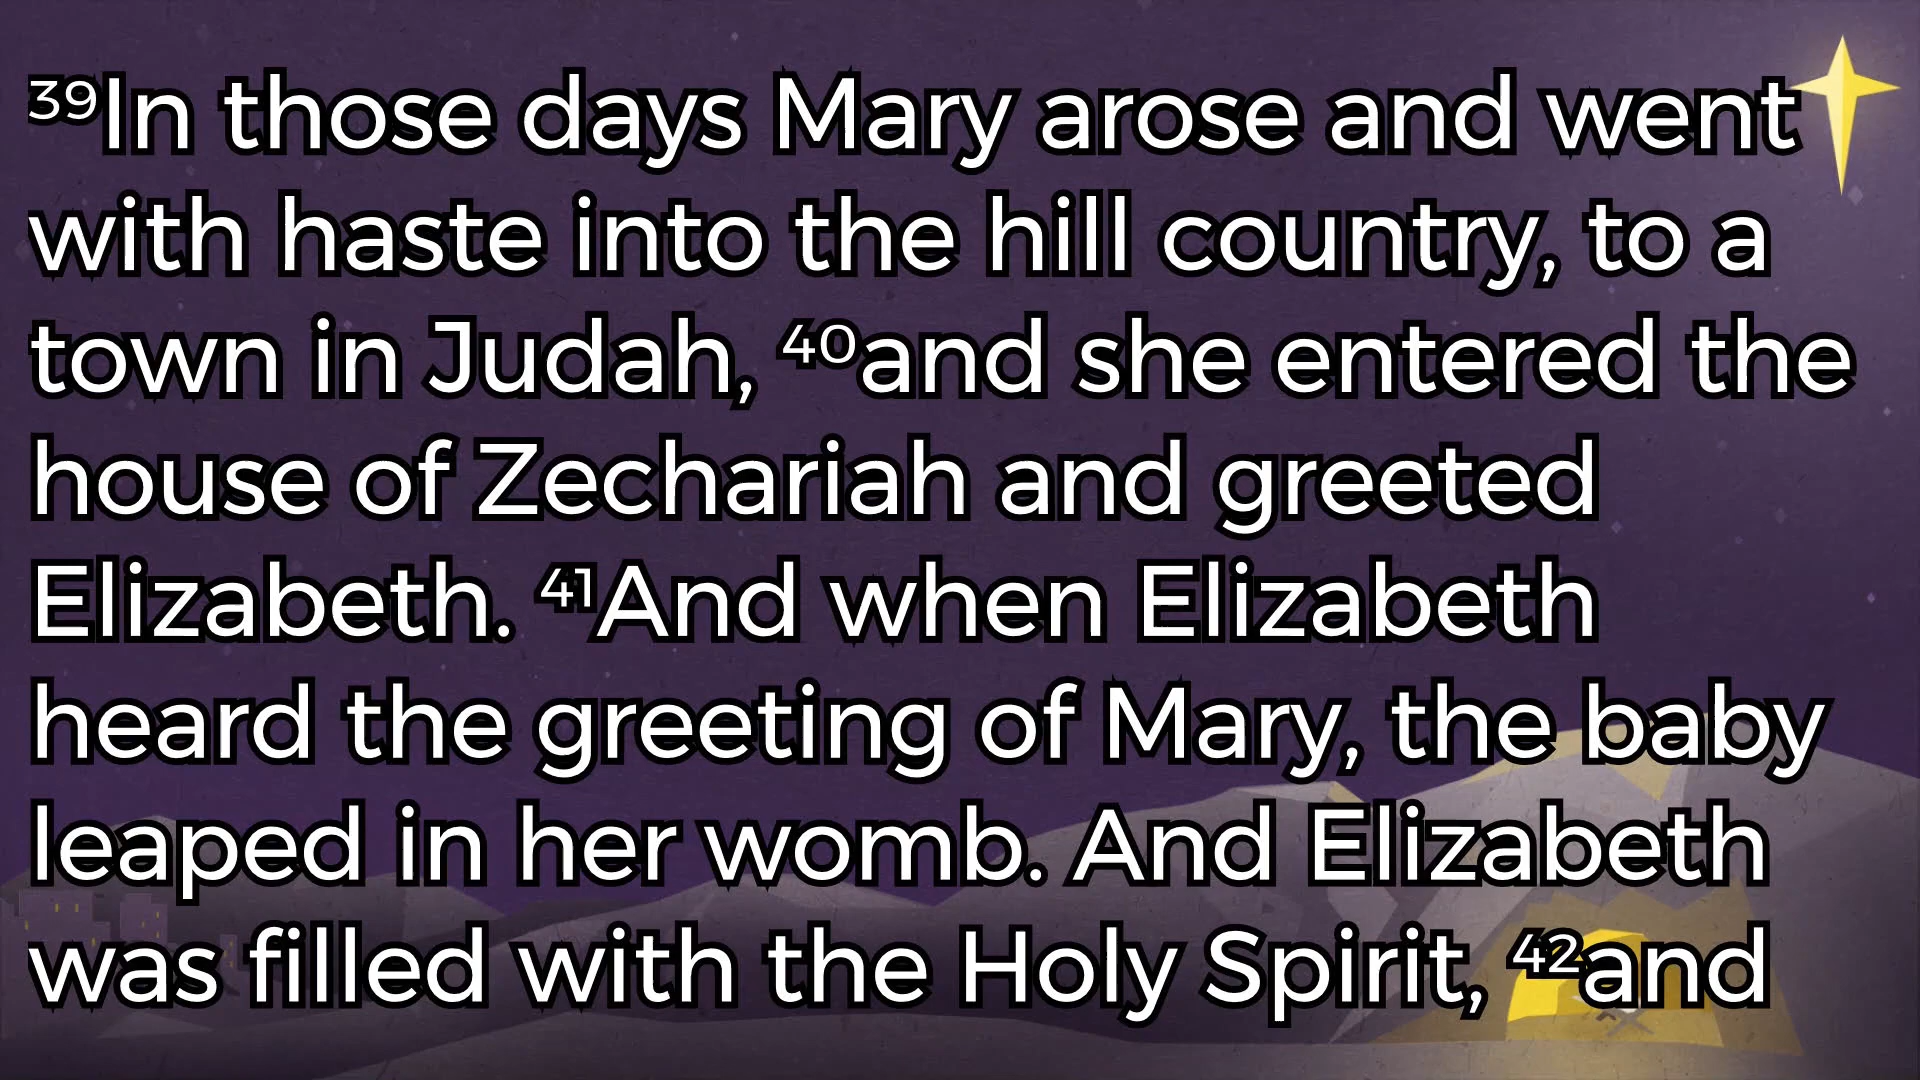 ³⁹In those days Mary arose and went
with haste into the hill country, to a
town in Judah, ⁴⁰and she entered the
house of Zechariah and greeted
Elizabeth. ⁴¹And when Elizabeth
heard the greeting of Mary, the baby
leaped in her womb. And Elizabeth
was filled with the Holy Spirit, ⁴²and